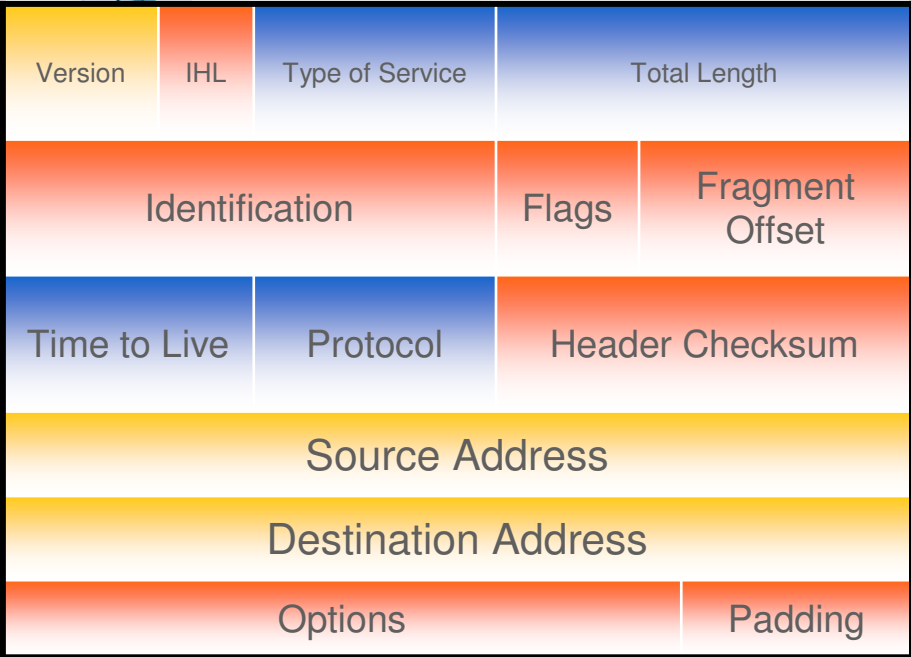 Version IHL Type of Service Total Length
Identification Flags Fragment
Offset
Time to Live Protocol Header Checksum
Source Address
Destination Address
Options Padding